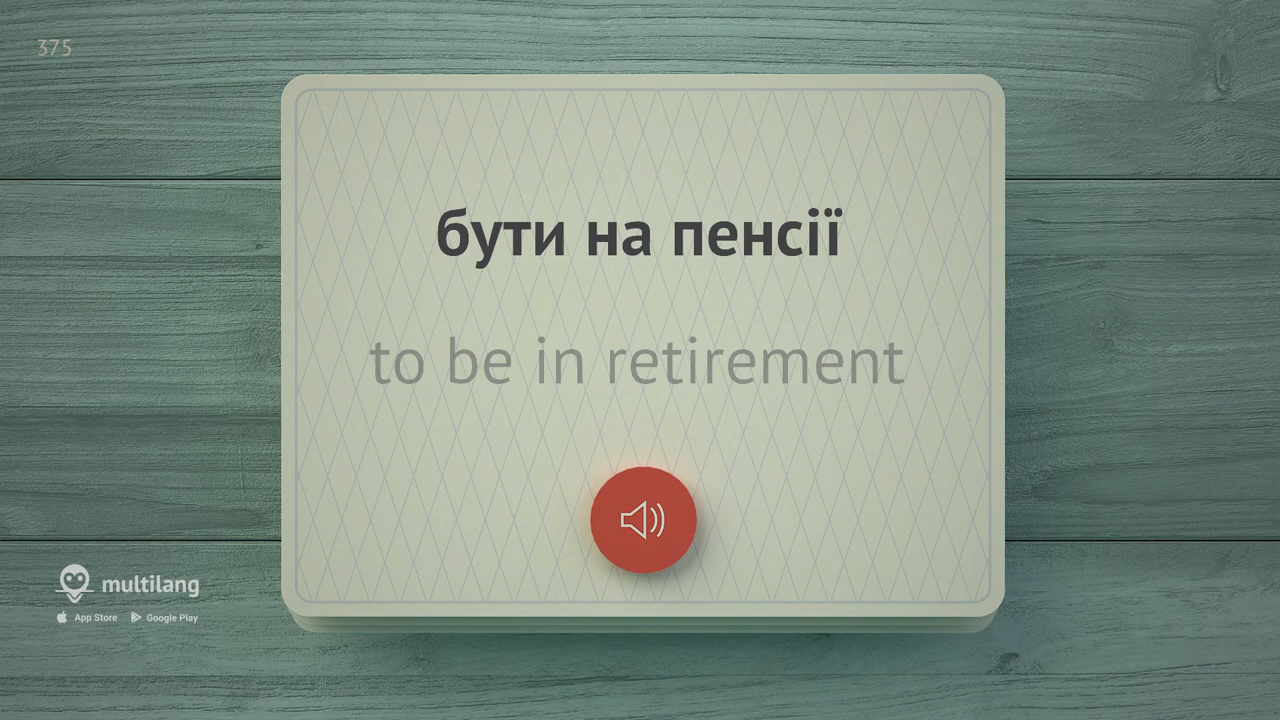 375
бути на пенсії
to be in retirement
multilang
App Store Google Play